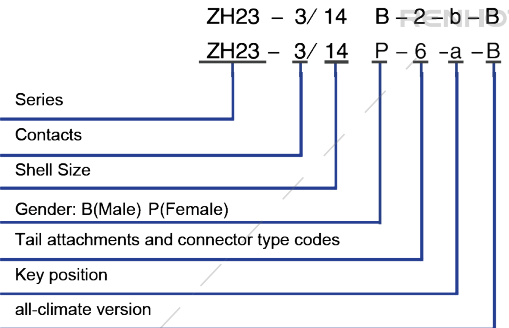 ZH23 - 3/ 14 B - 2 - b - B
ZH23 - 3/ 14 P - 6 - a - B
Series
Contacts
Shell Size
Gender: B(Male) P(Female)
Tail attachments and connector type codes
Key position
all-climate version